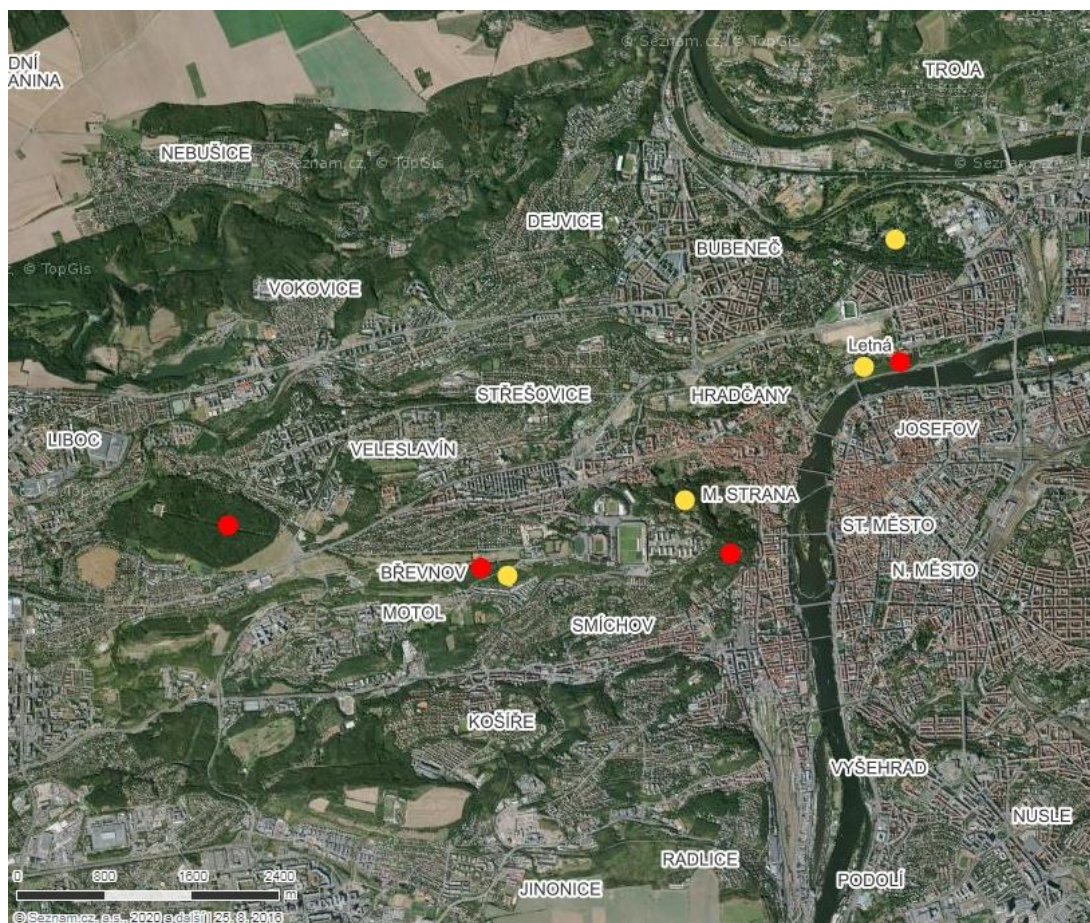 © Seznam.cz, © TopGis
DNÍ
ANINA
TROJA
NEBUŠICE
© Seznam.cz, © TopGis
© Seznam.cz
DEJVICE
BUBENEČ
© TopGis
VOKOVICE
Letná
STŘEŠOVICE
HRADČANY
LIBOC
VELESLAVÍN
JOSEFOV
© TopGis
M. STRANA
ST. MĚSTO
BŘEVNOV
N. MĚSTO
MOTOL
SMÍCHOV
KOŠÍŘE
VYŠEHRAD
NUSLE
RADLICE
0 800 1600 2400
m
JINONICE
PODOLÍ
© Seznam.cz, a.s., 2020 a další | 25.8.2016